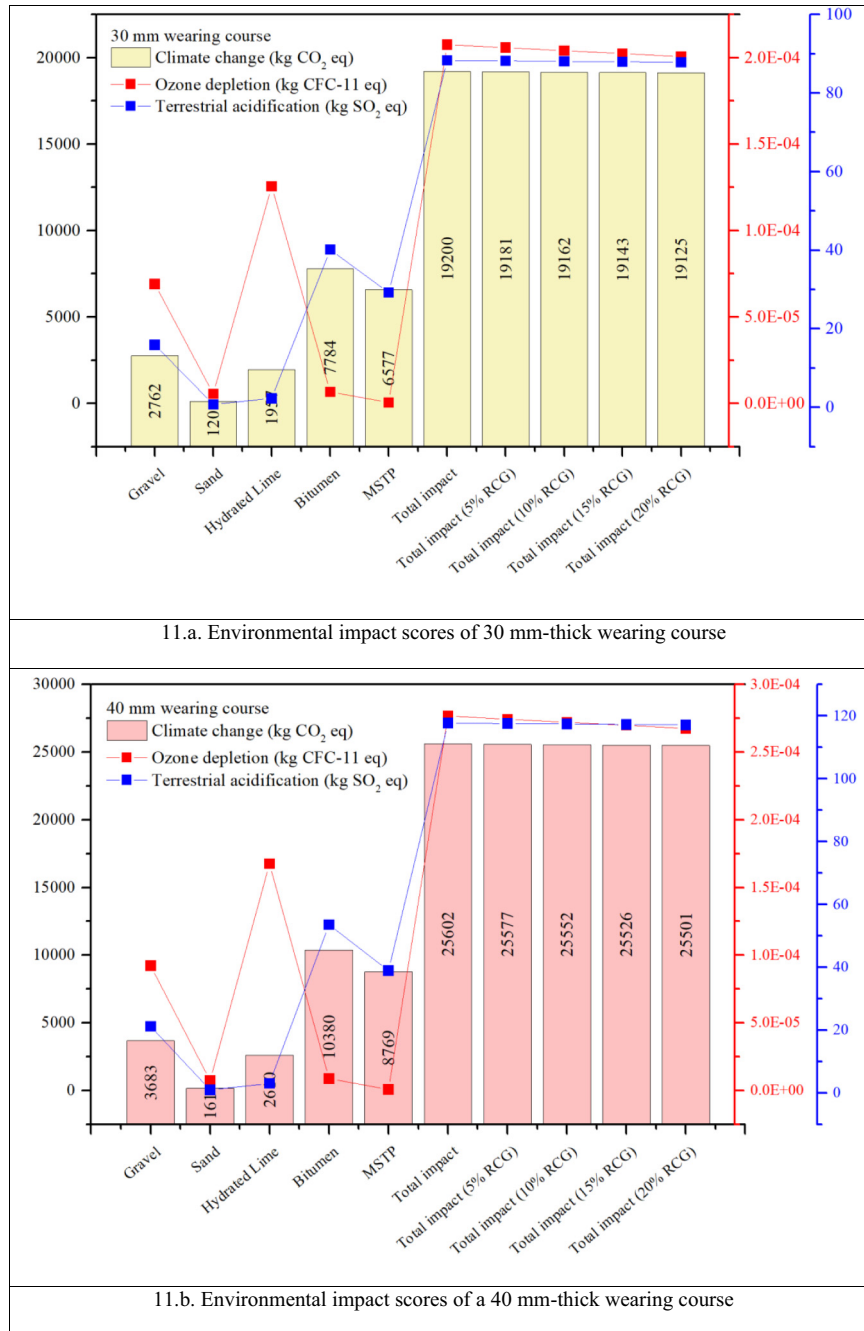 30 mm wearing course
Climate change (kg CO2 eq)
Ozone depletion (kg CFC-11 eq)
Terrestrial acidification (kg SO2 eq)
20000
15000
10000
5000
0
2762
120
1957
7784
6577
19200
19181
19162
19143
19125
2.0E-04
1.5E-04
1.0E-04
5.0E-05
0.0E+00
100
80
60
40
20
0
Gravel
Sand
Hydrated Lime
Bitumen
MSTP
Total impact
Total impact (5% RCG)
Total impact (10% RCG)
Total impact (15% RCG)
Total impact (20% RCG)
11.a. Environmental impact scores of 30 mm-thick wearing course
40 mm wearing course
Climate change (kg CO2 eq)
Ozone depletion (kg CFC-11 eq)
Terrestrial acidification (kg SO2 eq)
30000
25000
20000
15000
10000
5000
0
3683
161
2610
10380
8769
25602
25577
25552
25526
25501
3.0E-04
2.5E-04
2.0E-04
1.5E-04
1.0E-04
5.0E-05
0.0E+00
120
100
80
60
40
20
0
Gravel
Sand
Hydrated Lime
Bitumen
MSTP
Total impact
Total impact (5% RCG)
Total impact (10% RCG)
Total impact (15% RCG)
Total impact (20% RCG)
11.b. Environmental impact scores of a 40 mm-thick wearing course